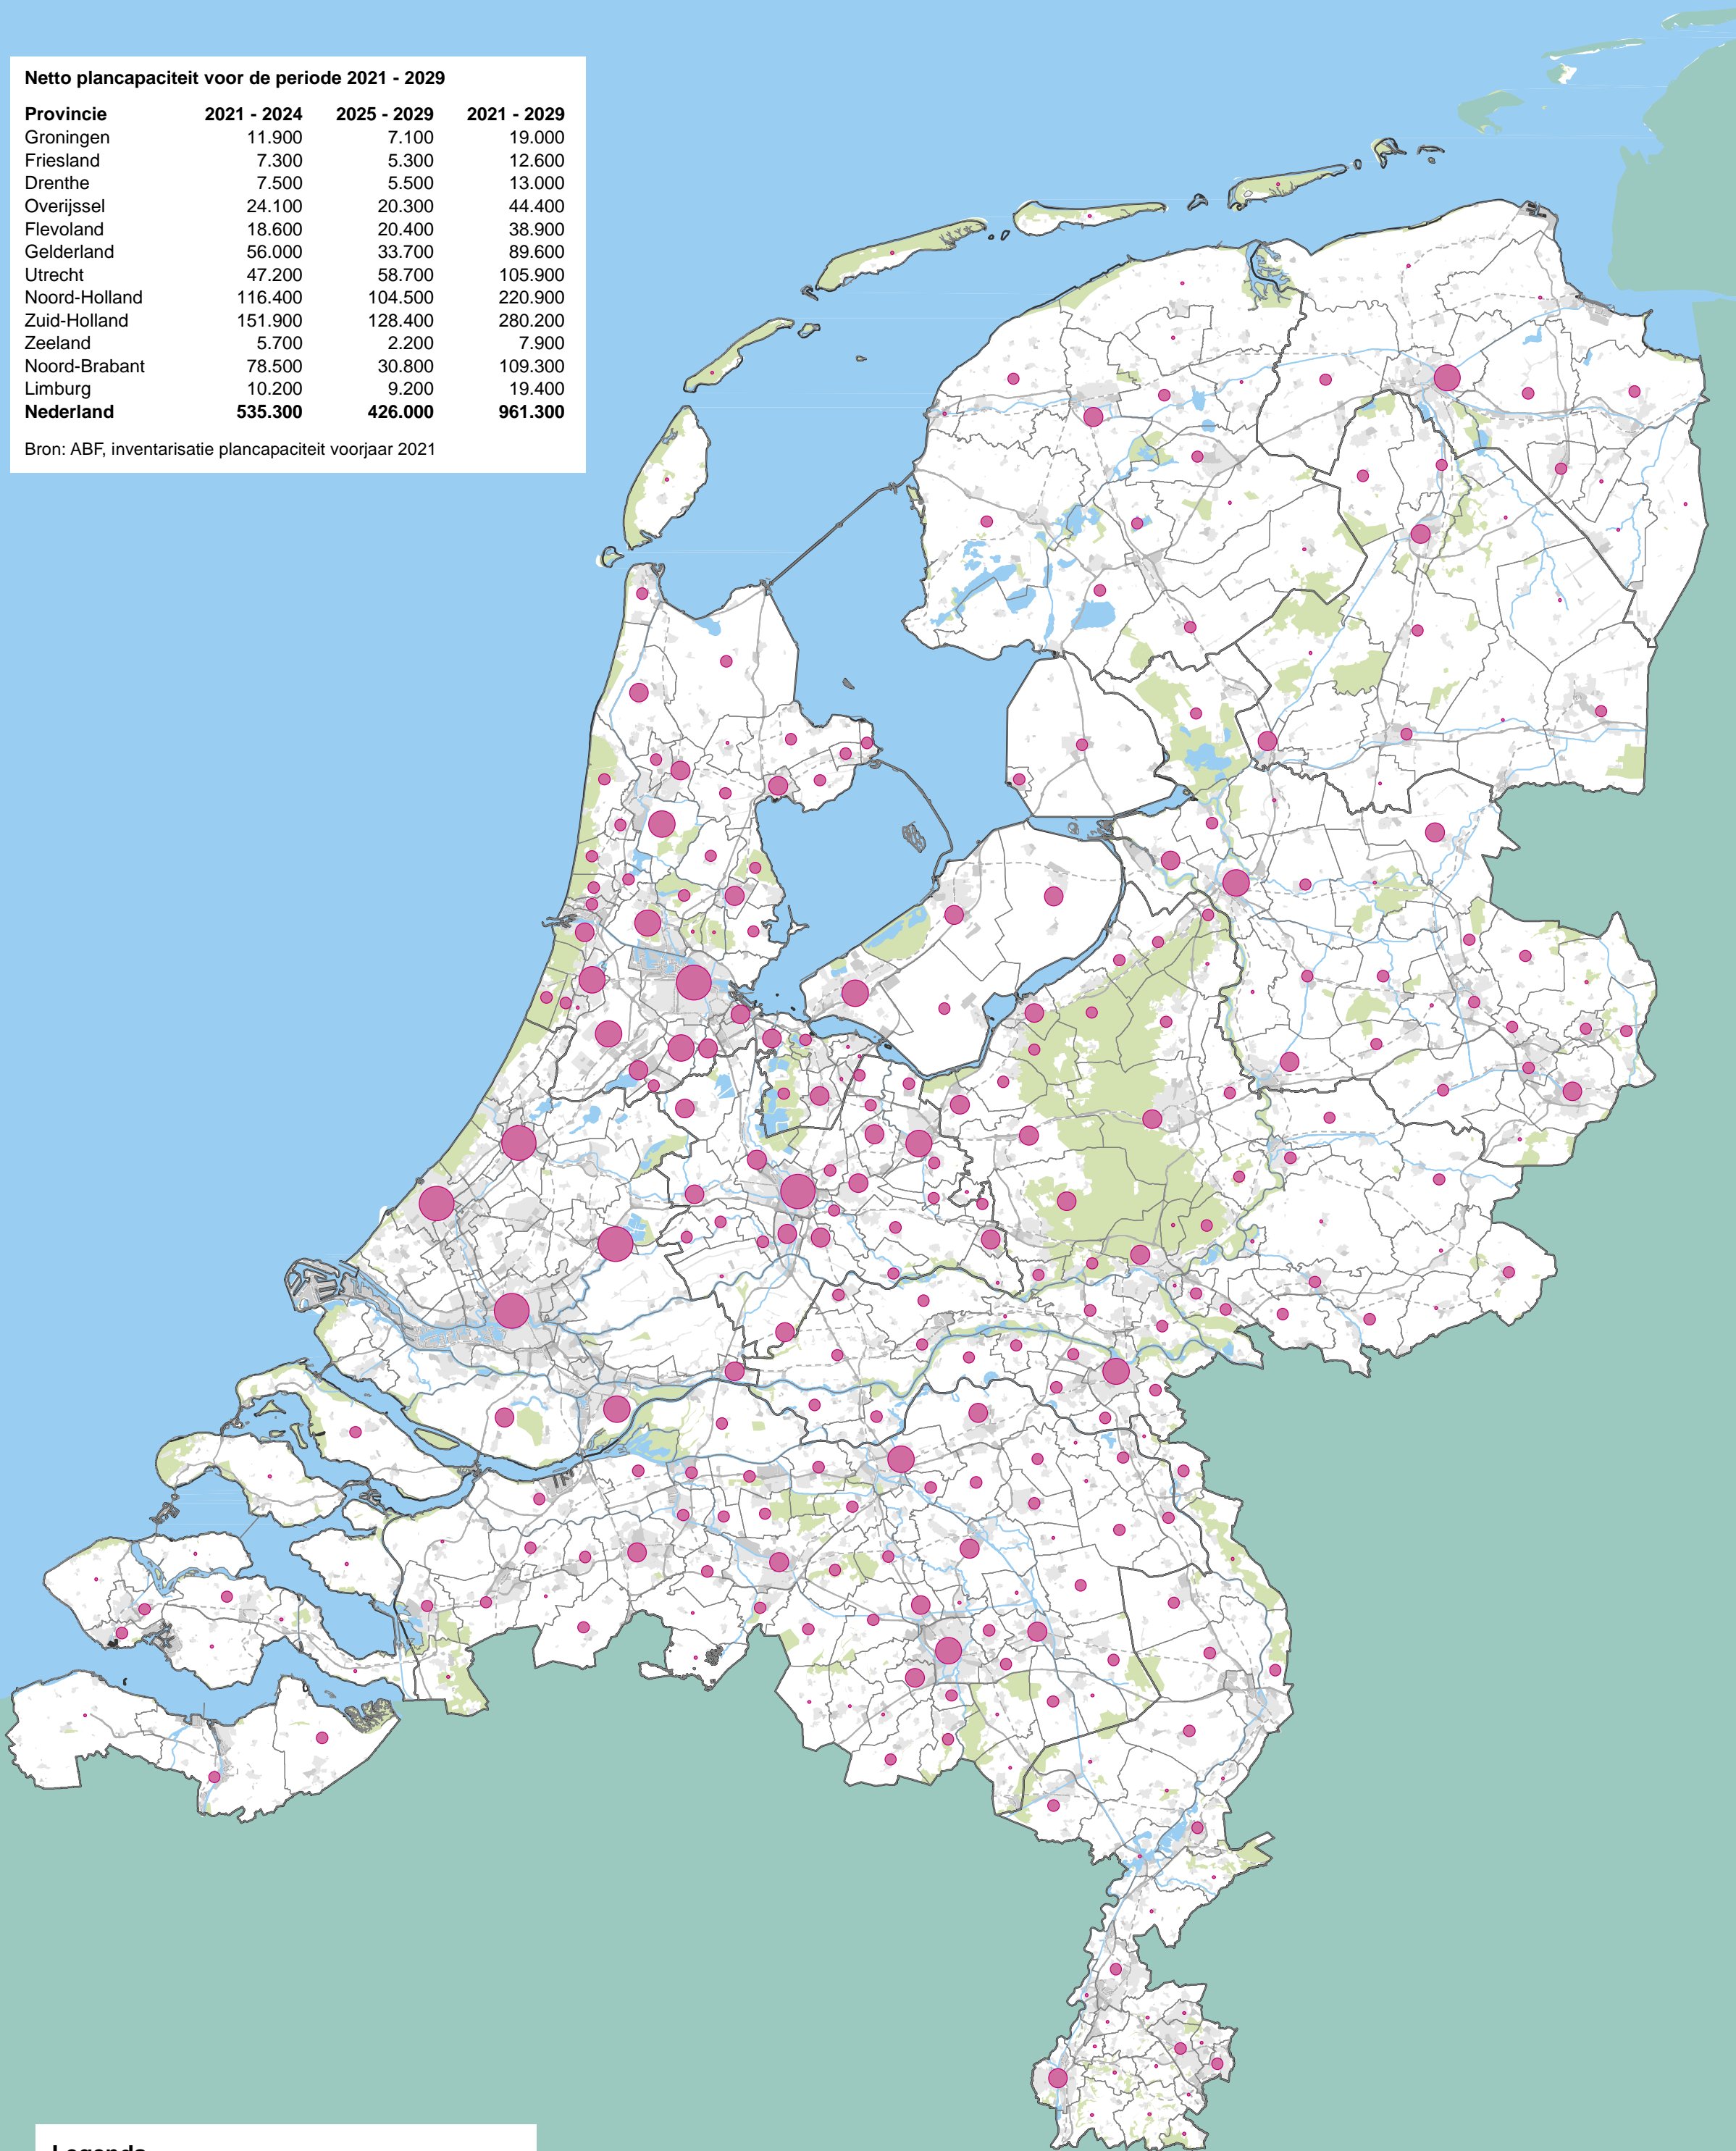 Netto plancapaciteit voor de periode 2021 - 2029
Provincie 2021 - 2024 2025 - 2029 2021 - 2029
Groningen 11.900 7.100 19.000
Friesland 7.300 5.300 12.600
Drenthe 7.500 5.500 13.000
Overijssel 24.100 20.300 44.400
Flevoland 18.600 20.400 38.900
Gelderland 56.000 33.700 89.600
Utrecht 47.200 58.700 105.900
Noord-Holland 116.400 104.500 220.900
Zuid-Holland 151.900 128.400 280.200
Zeeland 5.700 2.200 7.900
Noord-Brabant 78.500 30.800 109.300
Limburg 10.200 9.200 19.400
Nederland 535.300 426.000 961.300
Bron: ABF, inventarisatie plancapaciteit voorjaar 2021
Legenda